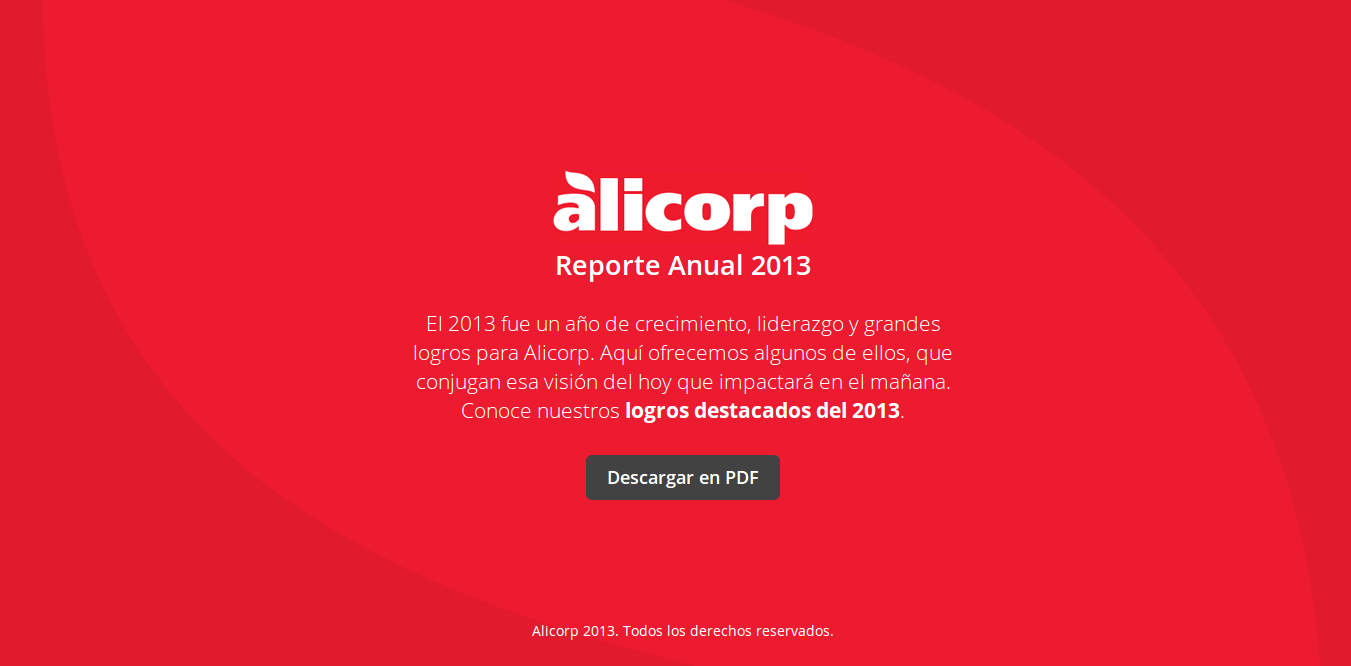 alicorp
Reporte Anual 2013
El 2013 fue un año de crecimiento, liderazgo y grandes
logros para Alicorp. Aquí ofrecemos algunos de ellos, que
conjugan esa visión del hoy que impactará en el mañana.
Conoce nuestros logros destacados del 2013.
Descargar en PDF
Alicorp 2013. Todos los derechos reservados.